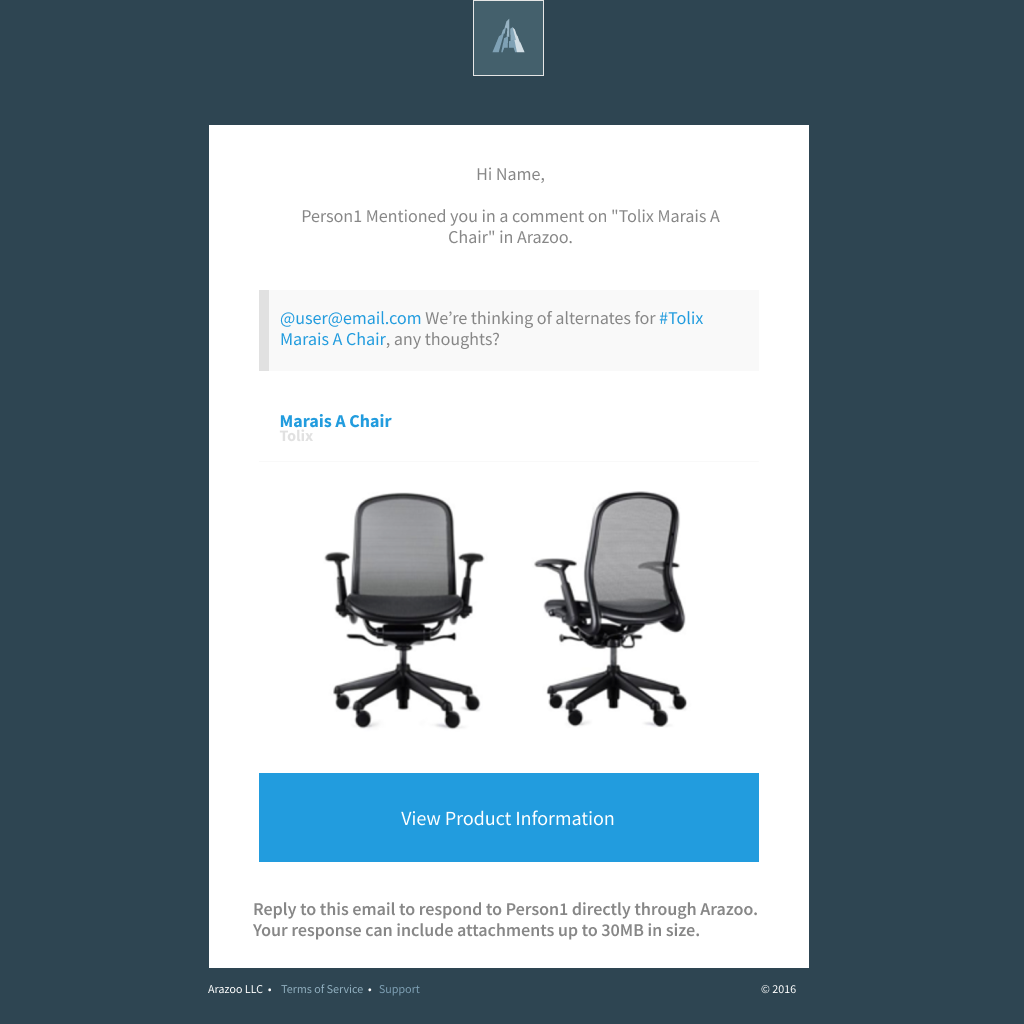 Hi Name,
Person1 Mentioned you in a comment on "Tolix Marais A
Chair" in Arazoo.
@user@email.com We’re thinking of alternates for #Tolix
Marais A Chair, any thoughts?
Marais A Chair
Tolix
View Product Information
Reply to this email to respond to Person1 directly through Arazoo.
Your response can include attachments up to 30MB in size.
Arazoo LLC • Terms of Service • Support © 2016